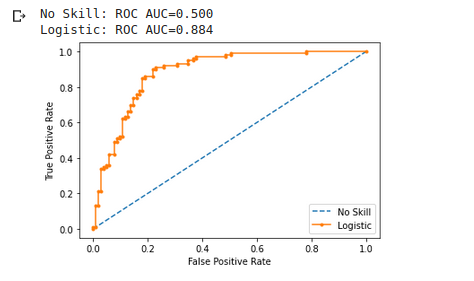 No Skill: ROC AUC=0.500
Logistic: ROC AUC=0.884
1.0
0.8
0.6
0.4
0.2
0.0
True Positive Rate
No Skill
Logistic
0.0 0.2 0.4 0.6 0.8 1.0
False Positive Rate